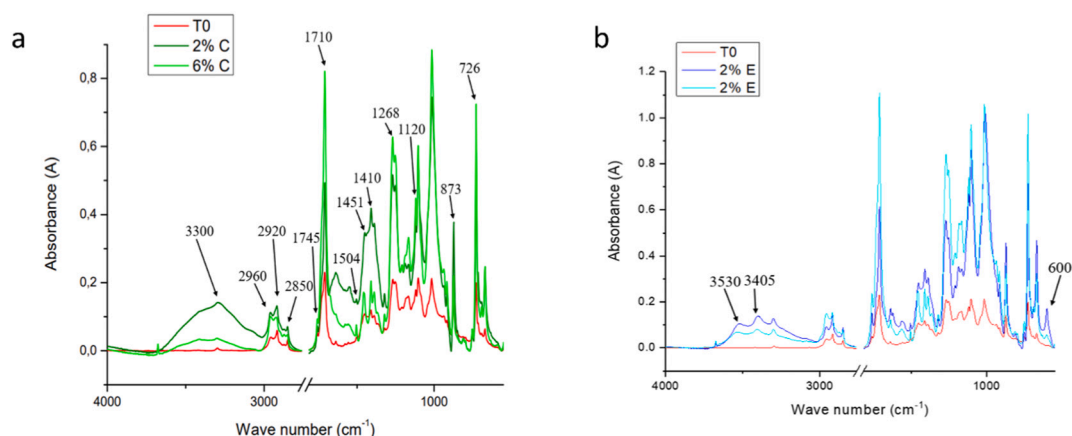 a
T0
2% C
6% C
1710
726
1268
1120
1410
1451
873
3300
1745
1504
2920
2960
2850
0,8
0,6
0,4
0,2
0,0
Absorbance (A)
4000
3000
1000
Wave number (cm⁻¹)
b
T0
2% E
2% E
1.2
1.0
0.8
0.6
0.4
0.2
0.0
Absorbance (A)
3530
3405
600
4000
3000
1000
Wave number (cm⁻¹)